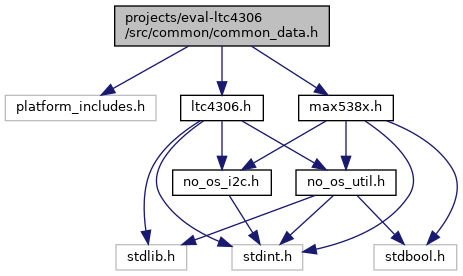 projects/eval-ltc4306
/src/common/common_data.h
platform_includes.h
ltc4306.h
max538x.h
no_os_i2c.h
no_os_util.h
stdlib.h
stdint.h
stdbool.h